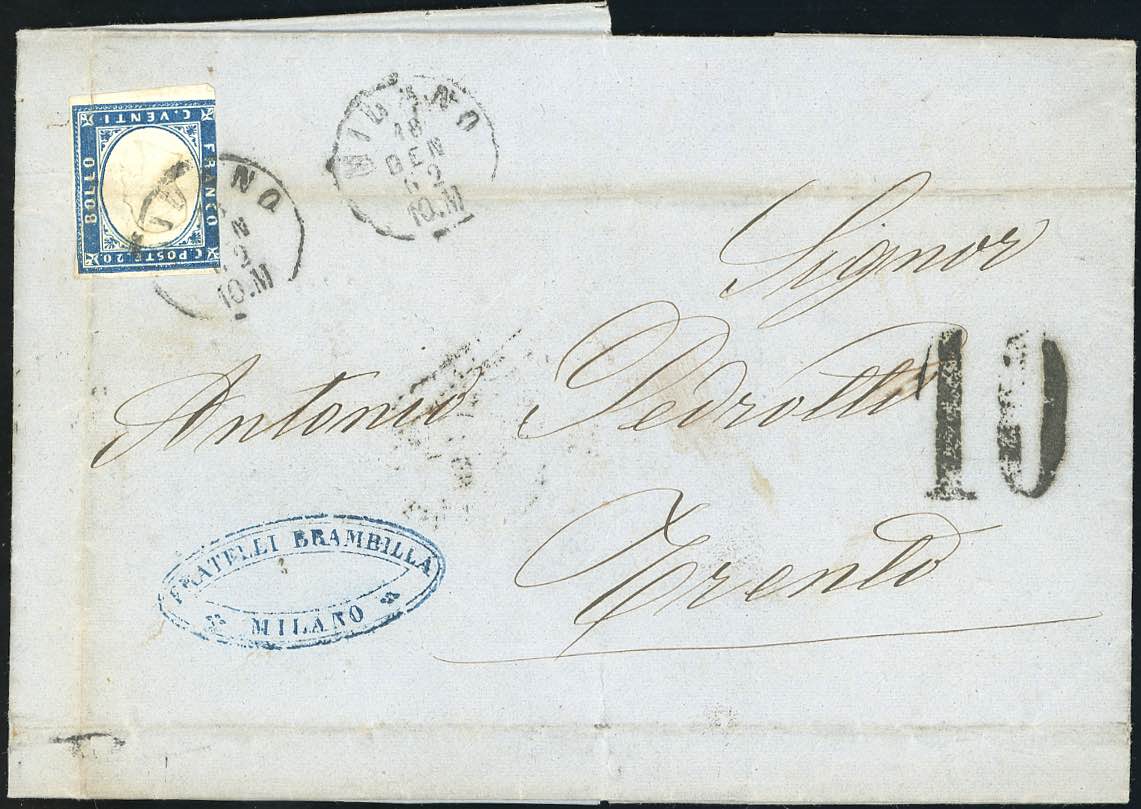 C. VENTI.
BOLLO
FRANCO
C. POSTE. 20
MILANO
18
GEN
62
10.M
10.M
Signor
Antonio Pedrotti
10
Trento
FRATELLI BRAMBILLA
MILANO